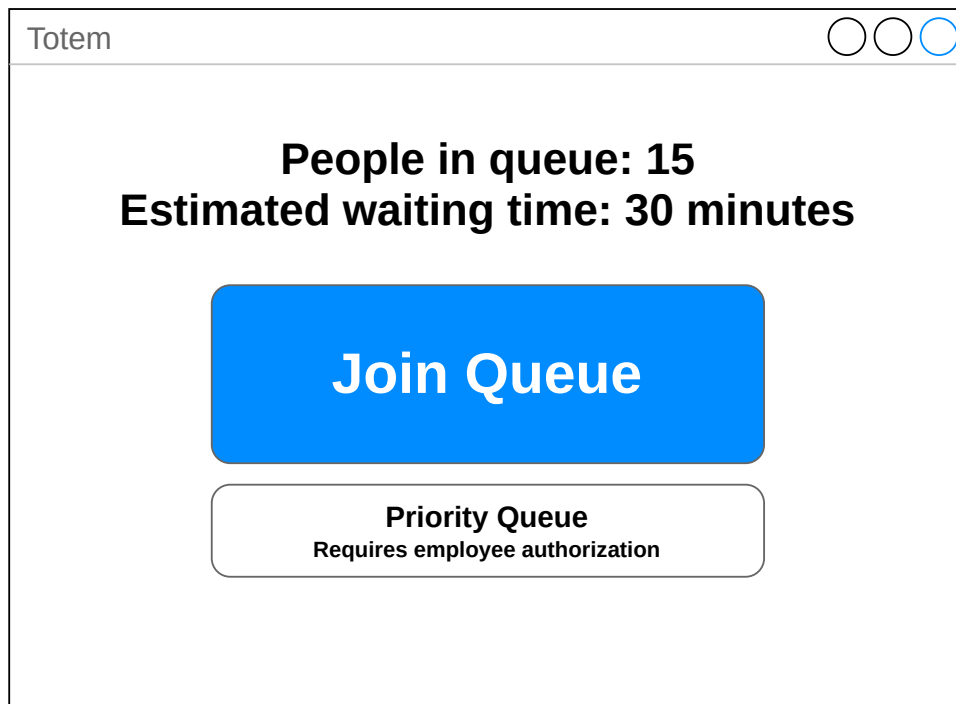 Totem
People in queue: 15
Estimated waiting time: 30 minutes
Join Queue
Priority Queue
Requires employee authorization